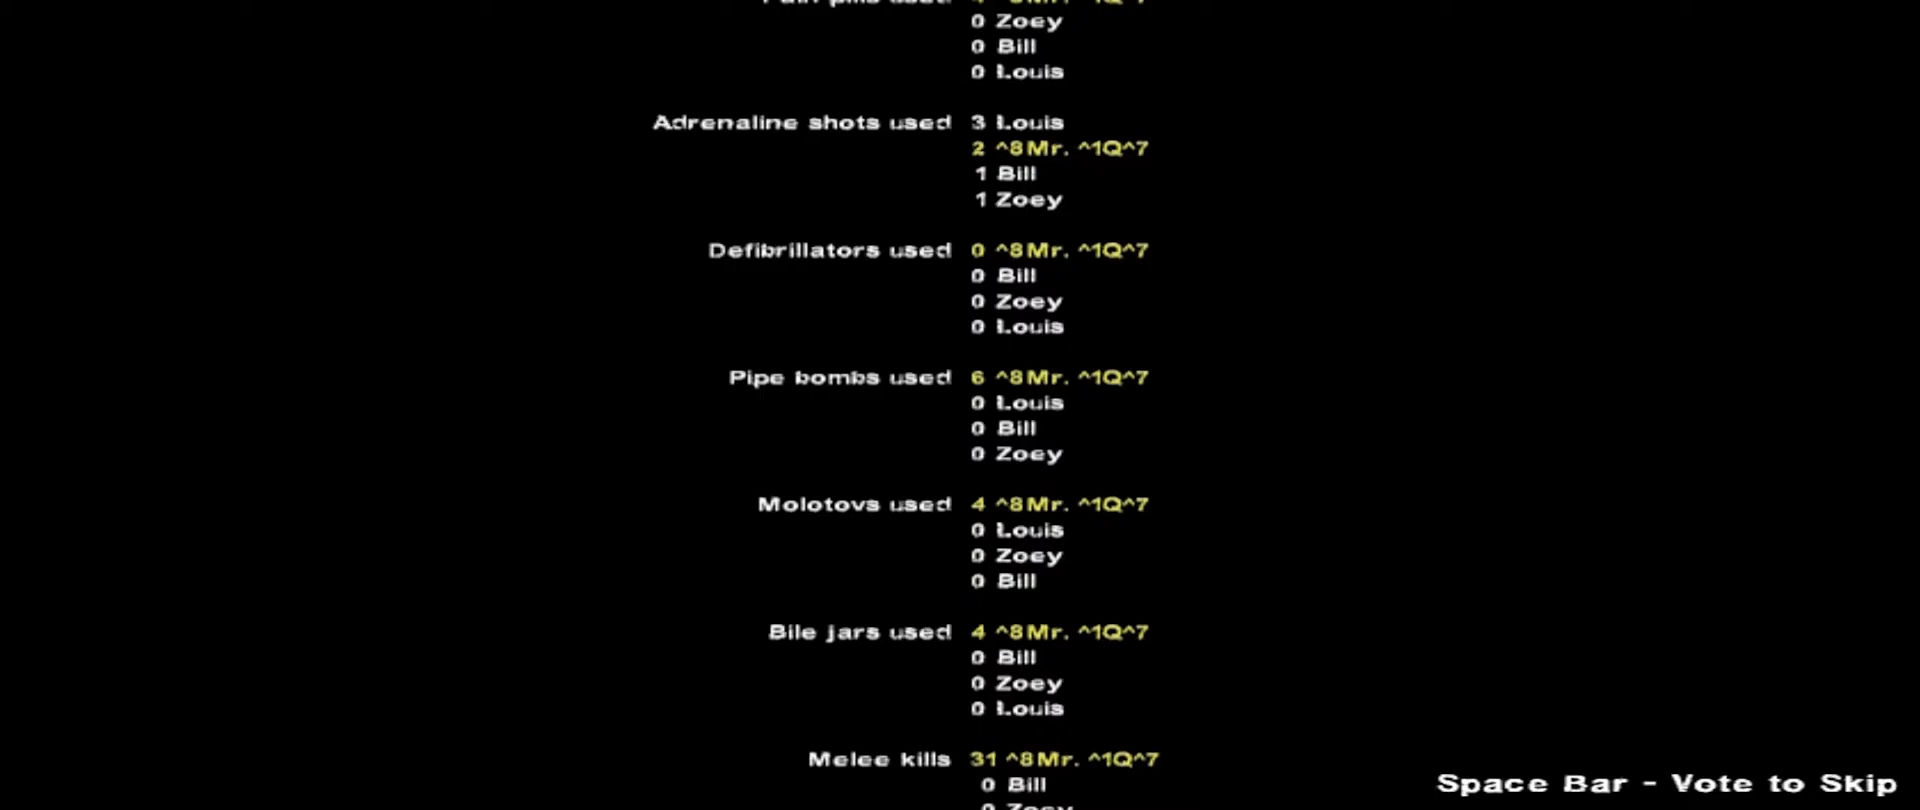 0 Zoey
0 Bill
0 Louis
Adrenaline shots used 3 Louis
2 ^8Mr. ^1Q^7
1 Bill
1 Zoey
Defibrillators used 0 ^8Mr. ^1Q^7
0 Bill
0 Zoey
0 Louis
Pipe bombs used 6 ^8Mr. ^1Q^7
0 Louis
0 Bill
0 Zoey
Molotovs used 4 ^8Mr. ^1Q^7
0 Louis
0 Zoey
0 Bill
Bile jars used 4 ^8Mr. ^1Q^7
0 Bill
0 Zoey
0 Louis
Melee kills 31 ^8Mr. ^1Q^7
0 Bill
Space Bar - Vote to Skip